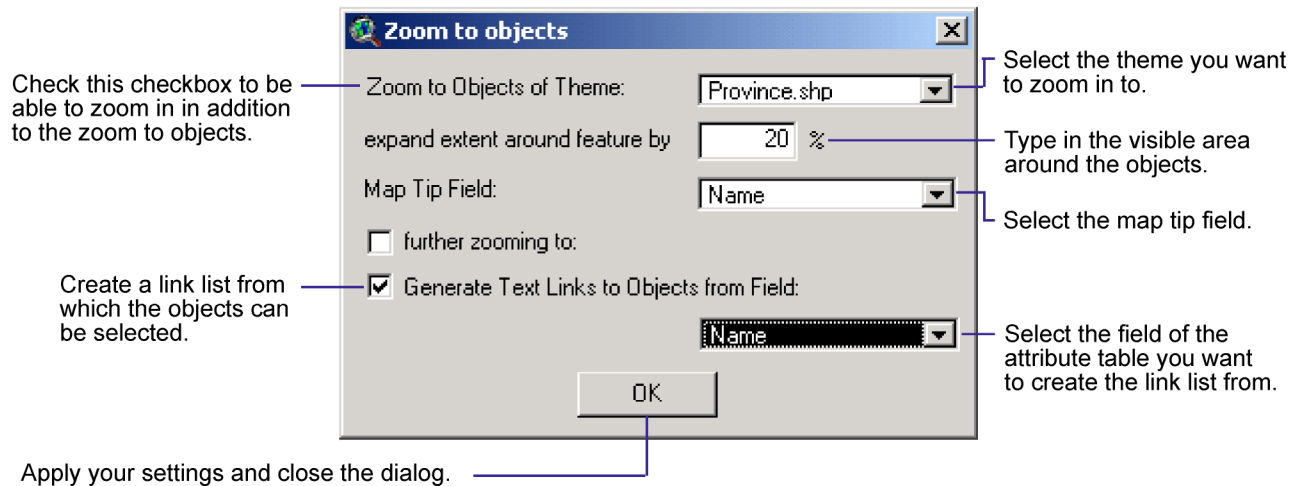 Zoom to objects
Check this checkbox to be
able to zoom in in addition
to the zoom to objects.
Zoom to Objects of Theme:
Province.shp
Select the theme you want
to zoom in to.
expand extent around feature by
20 %
Type in the visible area
around the objects.
Map Tip Field:
Name
Select the map tip field.
further zooming to:
Create a link list from
which the objects can
be selected.
Generate Text Links to Objects from Field:
Name
Select the field of the
attribute table you want
to create the link list from.
OK
Apply your settings and close the dialog.